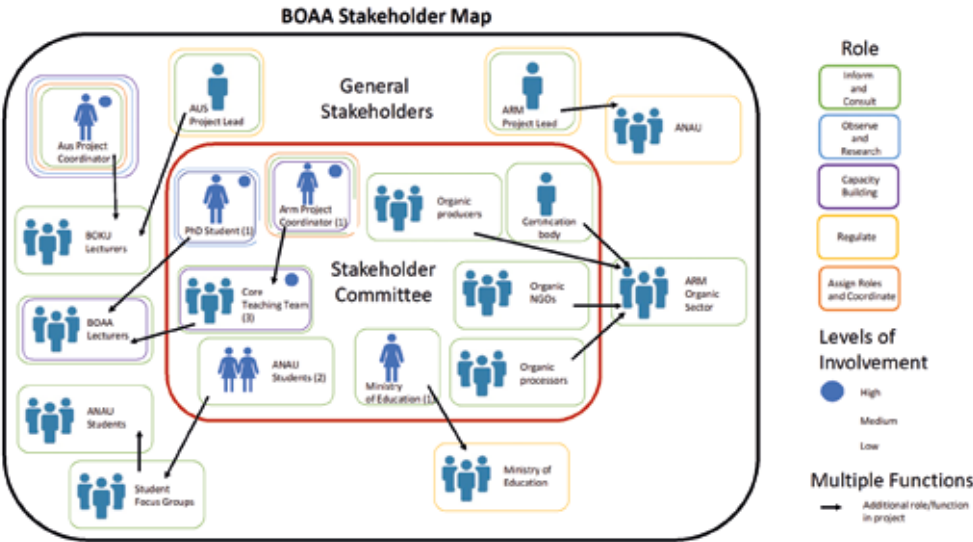 BOAA Stakeholder Map
General
Stakeholders
Aus Project
Coordinator
AUS
Project Lead
ARM
Project Lead
ANAU
BOKU
Lecturers
PhD Student (1)
Arm Project
Coordinator (1)
Organic
producers
Certification
body
Stakeholder
Committee
Core
Teaching Team
(3)
Organic
NGOs
ARM
Organic
Sector
BOAA
Lecturers
ANAU
Students (2)
Ministry
of Education (1)
Organic
processors
ANAU
Students
Student
Focus Groups
Ministry of
Education
Role
Inform
and
Consult
Observe
and
Research
Capacity
Building
Regulate
Assign Roles
and Coordinate
Levels of
Involvement
High
Medium
Low
Multiple Functions
Additional role/function
in project